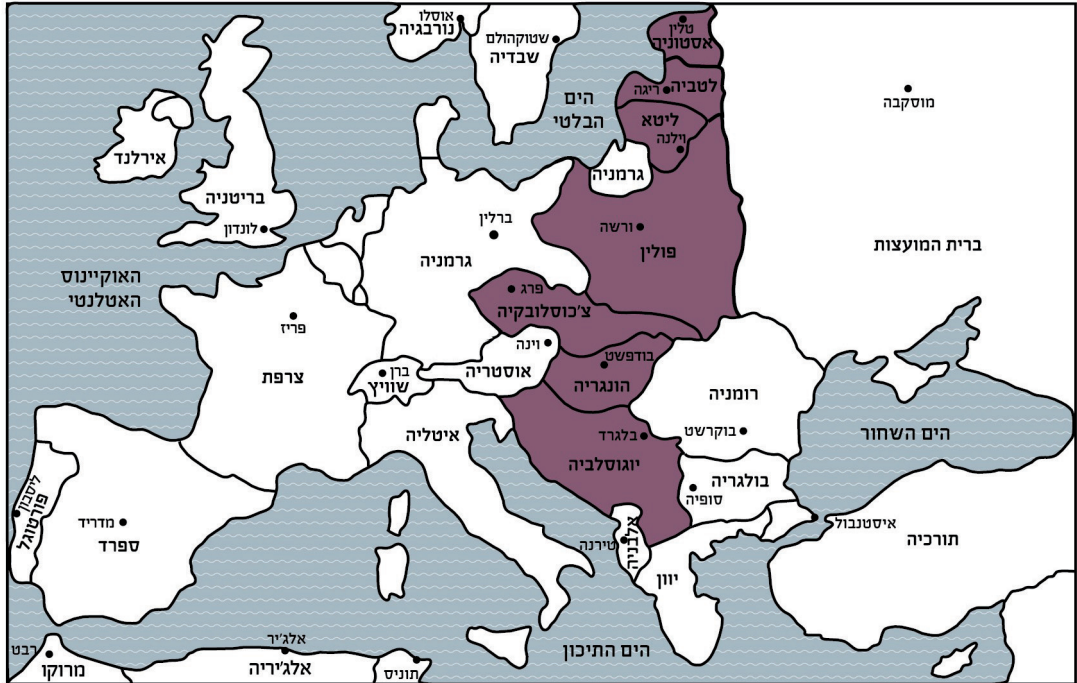 אוסלו
נורבגיה
שטוקהולם
שבדיה
טלין
אסטוניה
לטביה
ריגה
ליטא
וילנה
מוסקבה
הים
הבלטי
אירלנד
בריטניה
לונדון
גרמניה
ברלין
גרמניה
ורשה
פולין
ברית המועצות
האוקיינוס
האטלנטי
פריז
צרפת
פרג
צ'כוסלובקיה
וינה
אוסטריה
ברן
שוויץ
בודפשט
הונגריה
רומניה
בוקרשט
הים השחור
איטליה
בלגרד
יוגוסלביה
בולגריה
סופיה
ליסבון
פורטוגל
מדריד
ספרד
אלבניה
טירנה
יוון
איסטנבול
תורכיה
הים התיכון
רבט
מרוקו
אלג'יר
אלג'יריה
תוניס